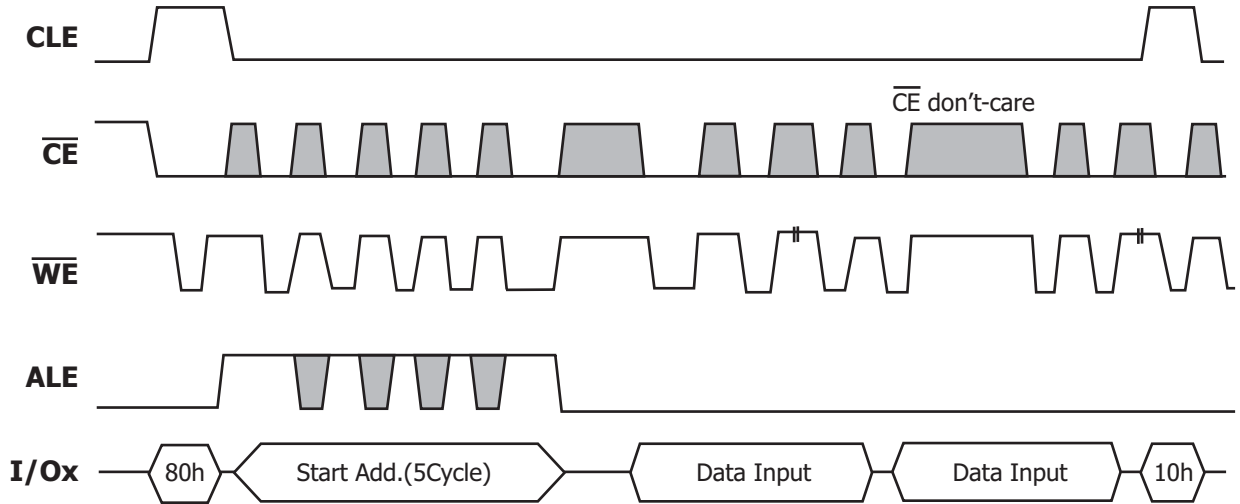 CLE
CE don't-care
CE
WE
ALE
I/Ox 80h Start Add.(5Cycle) Data Input Data Input 10h